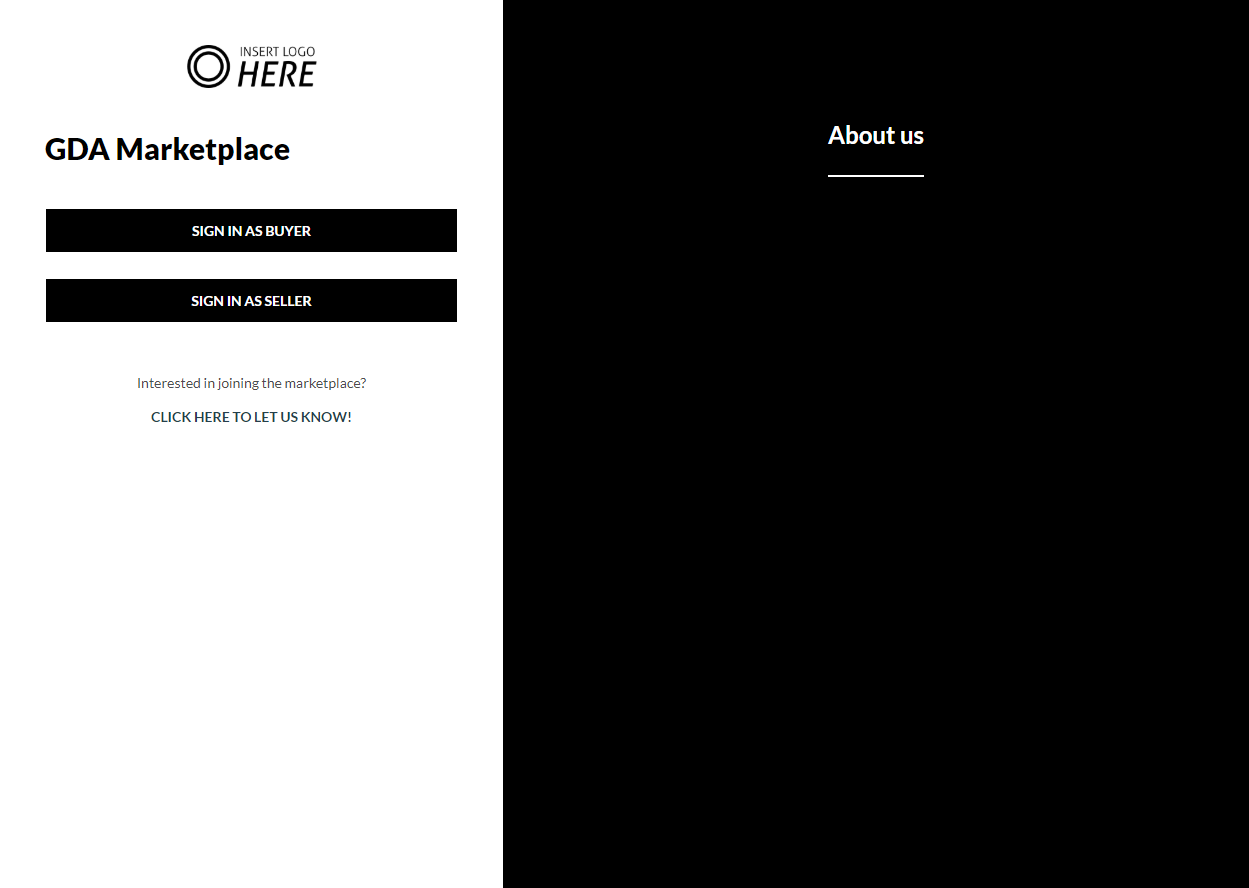 INSERT LOGO
HERE
GDA Marketplace
SIGN IN AS BUYER
SIGN IN AS SELLER
Interested in joining the marketplace?
CLICK HERE TO LET US KNOW!
About us